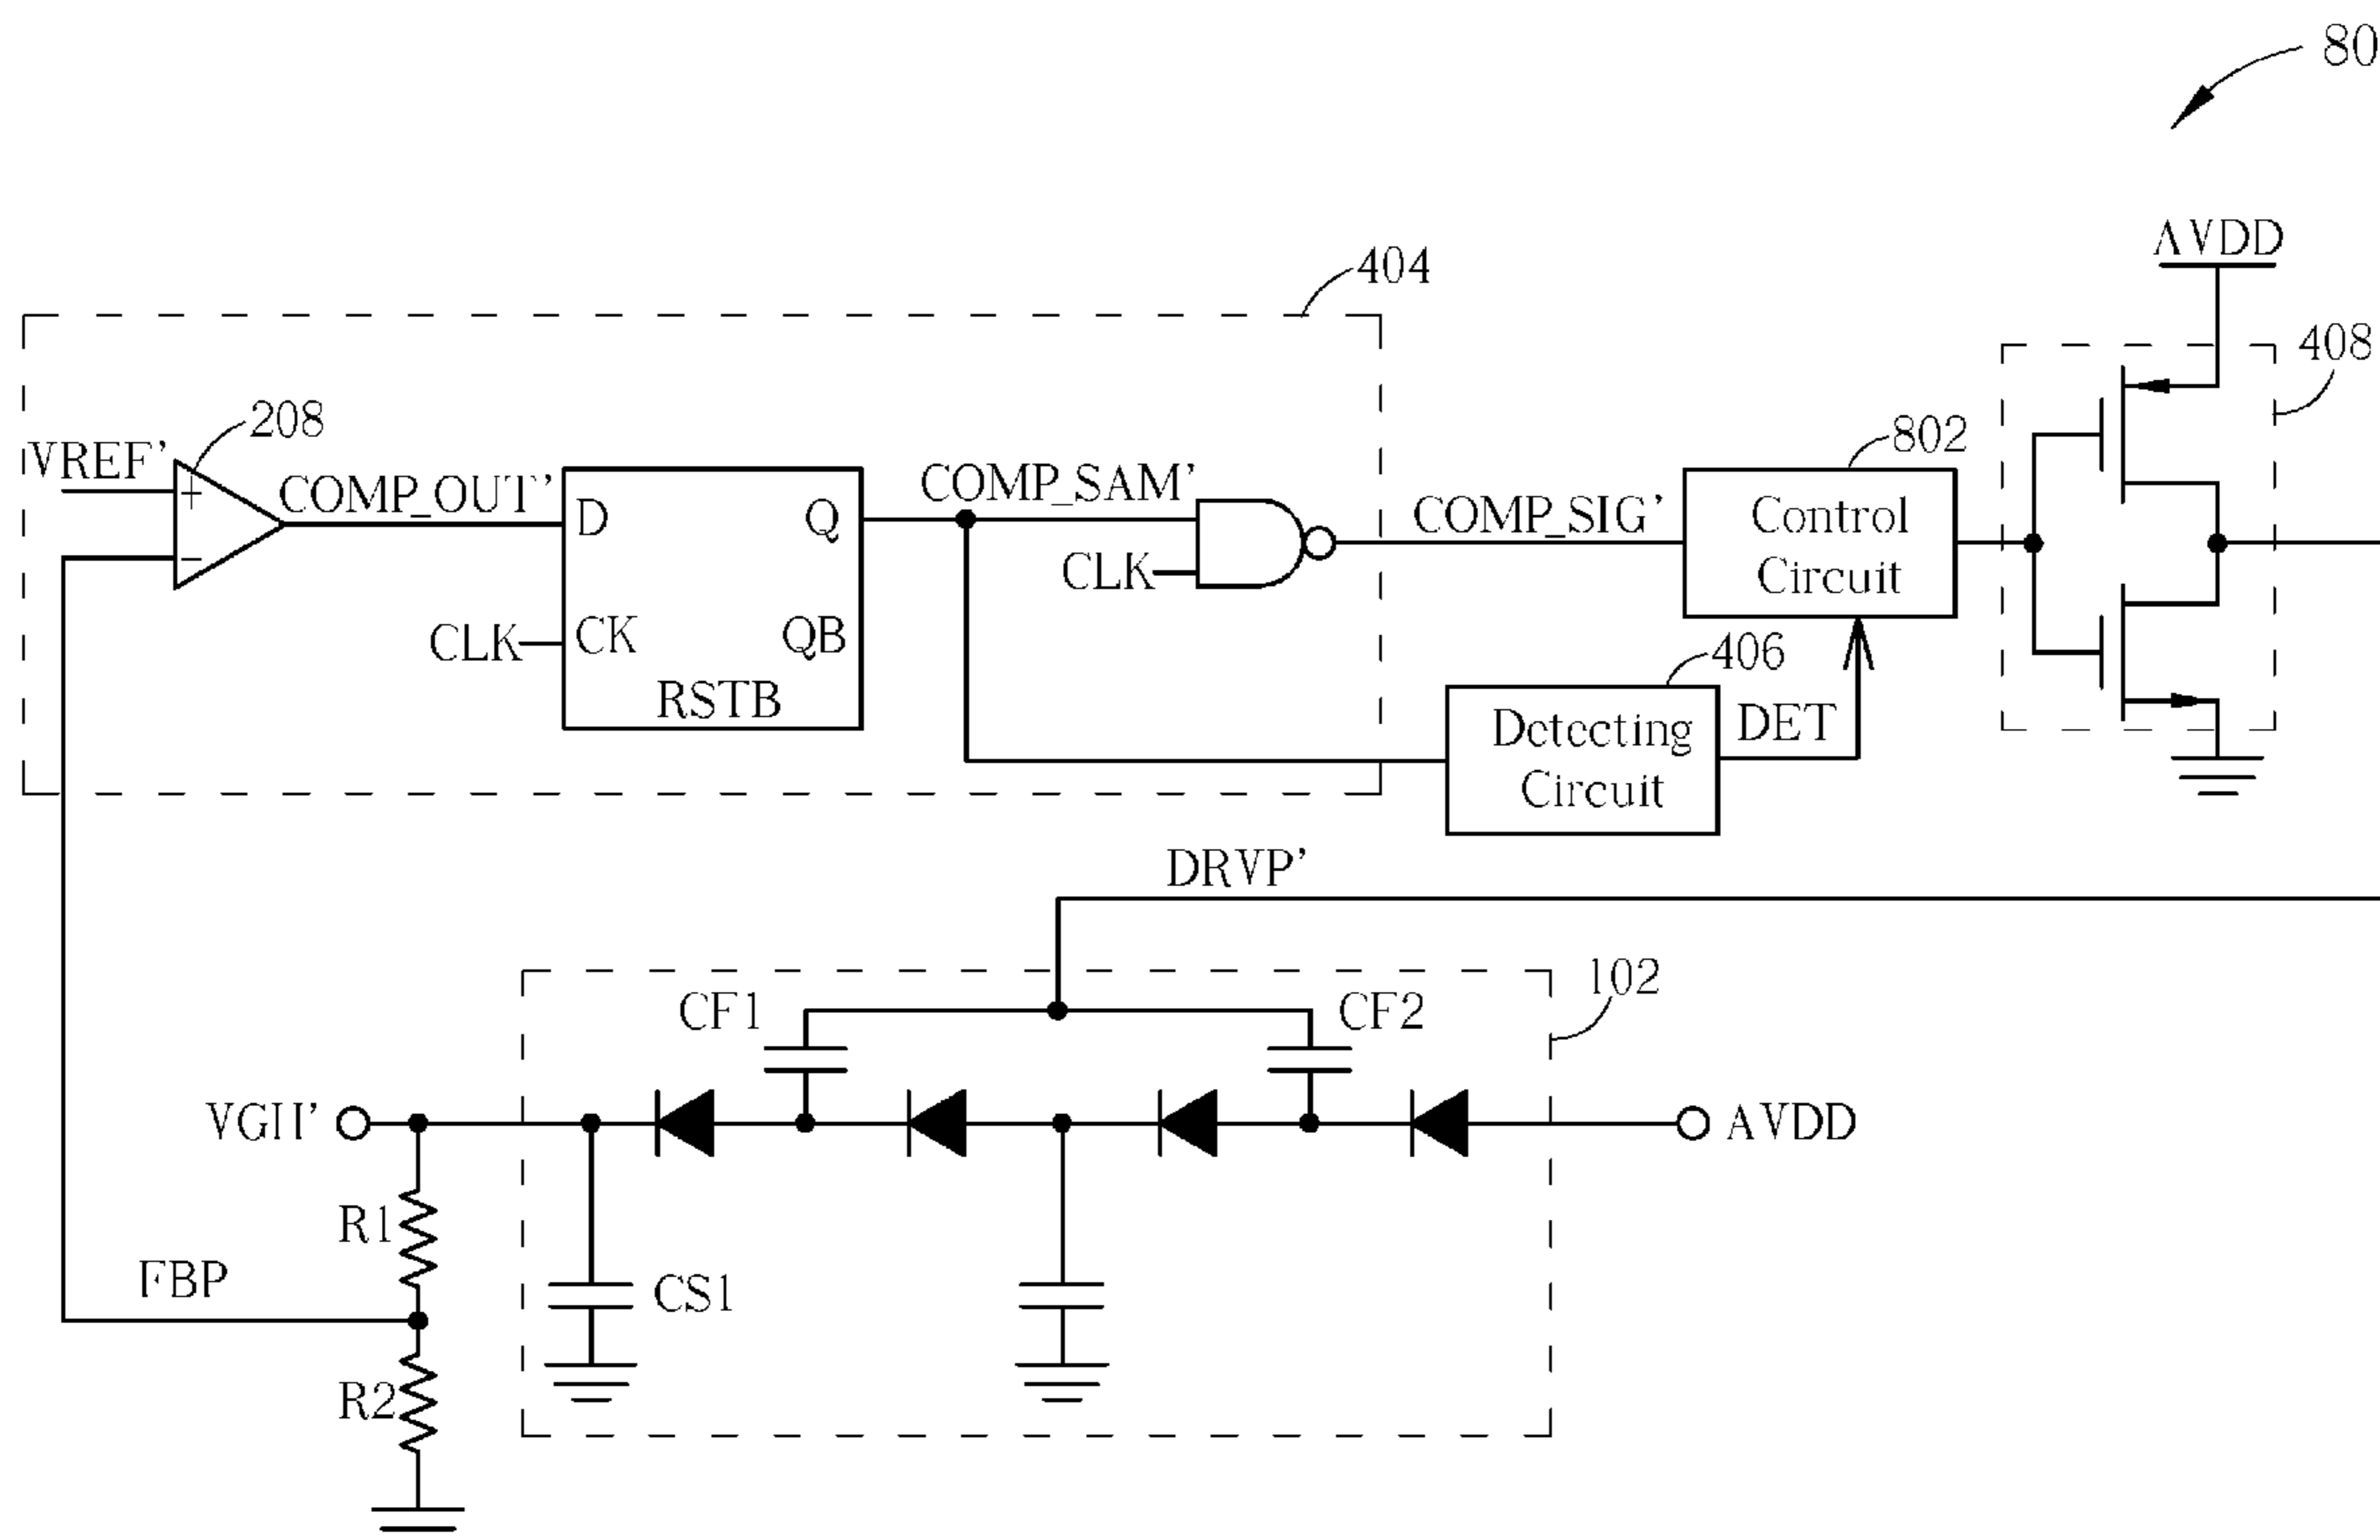 80
AVDD
404
408
208
VREF'
+
−
COMP_OUT'
D
Q
CK
QB
RSTB
CLK
COMP_SAM'
CLK
COMP_SIG'
802
Control
Circuit
406
Detecting
Circuit
DET
DRVP'
102
CF1
CF2
VGH'
AVDD
R1
FBP
CS1
R2